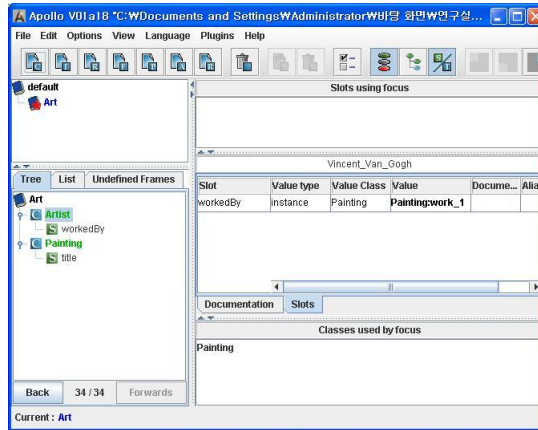 Apollo V01a18 "C:₩Documents and Settings₩Administrator₩바탕 화면₩연구실...
File Edit Options View Language Plugins Help
default
Art
Slots using focus
Vincent_Van_Gogh
Tree List Undefined Frames
Slot Value type Value Class Value Docume... Alia
workedBy instance Painting Painting:work_1
Art
Artist
workedBy
Painting
title
Documentation Slots
Classes used by focus
Painting
Back 34 / 34 Forwards
Current : Art